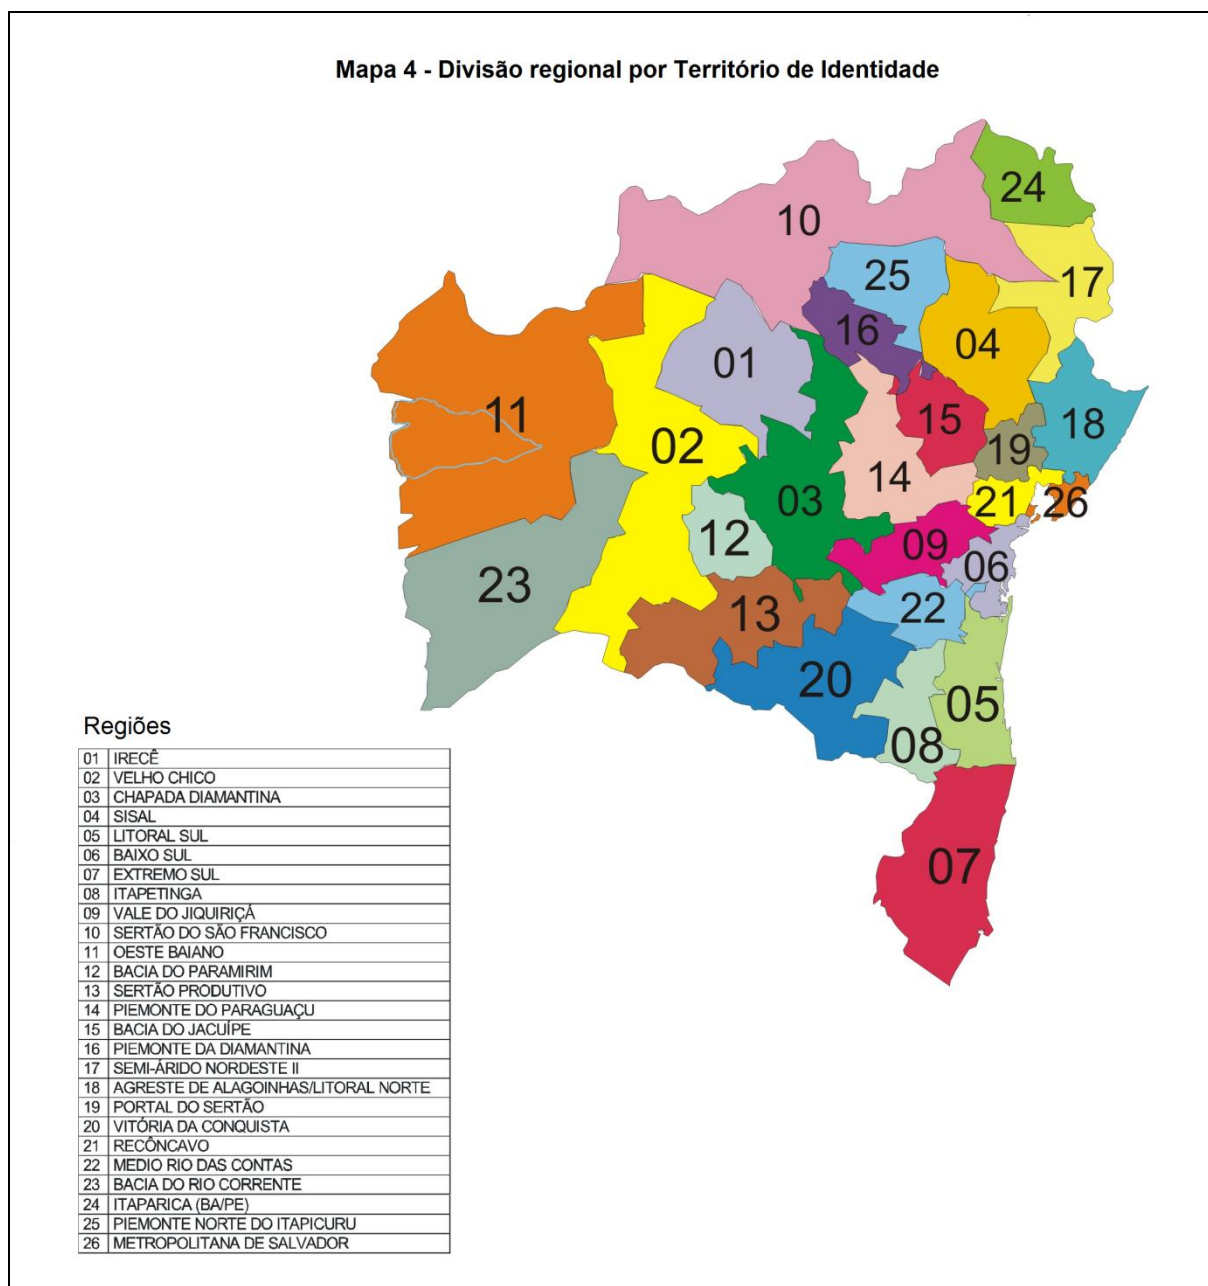 Mapa 4 - Divisão regional por Território de Identidade
24
10
17
25
16
04
01
11
15
18
02
19
14
03
21
26
12
09
06
23
22
13
20
05
08
07
Regiões
01 IRECÊ
02 VELHO CHICO
03 CHAPADA DIAMANTINA
04 SISAL
05 LITORAL SUL
06 BAIXO SUL
07 EXTREMO SUL
08 ITAPETINGA
09 VALE DO JIQUIRIÇÁ
10 SERTÃO DO SÃO FRANCISCO
11 OESTE BAIANO
12 BACIA DO PARAMIRIM
13 SERTÃO PRODUTIVO
14 PIEMONTE DO PARAGUAÇU
15 BACIA DO JACUÍPE
16 PIEMONTE DA DIAMANTINA
17 SEMI-ÁRIDO NORDESTE II
18 AGRESTE DE ALAGOINHAS/LITORAL NORTE
19 PORTAL DO SERTÃO
20 VITÓRIA DA CONQUISTA
21 RECÔNCAVO
22 MEDIO RIO DAS CONTAS
23 BACIA DO RIO CORRENTE
24 ITAPARICA (BA/PE)
25 PIEMONTE NORTE DO ITAPICURU
26 METROPOLITANA DE SALVADOR